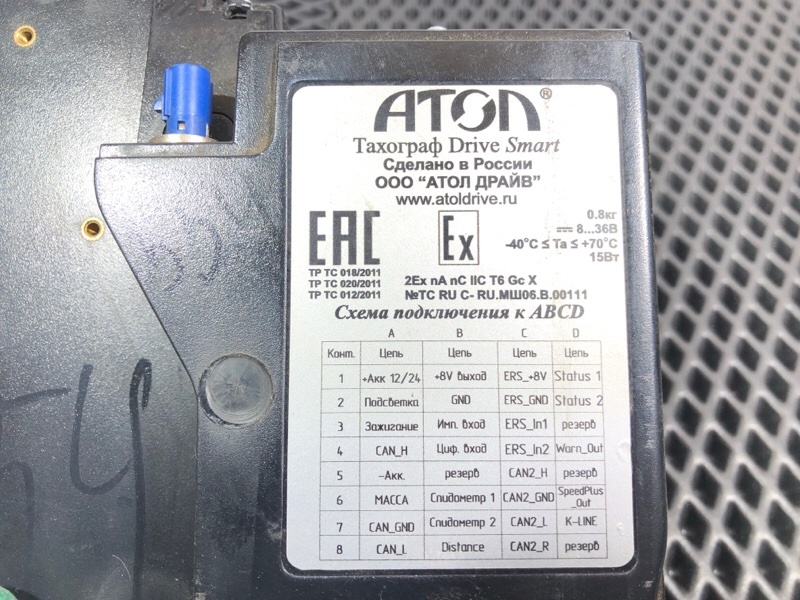 АТОЛ®
Тахограф Drive Smart
Сделано в России
ООО “АТОЛ ДРАЙВ”
www.atoldrive.ru
EAC
Ex
0.8кг
8...36В
-40°C ≤ Ta ≤ +70°C
15Вт
ТР ТС 018/2011
ТР ТС 020/2011
ТР ТС 012/2011
2Ex nA nC IIC T6 Gc X
№ТС RU C- RU.МШ06.В.00111
Схема подключения к ABCD
A B C D
Конт. Цепь Цепь Цепь Цепь
1 +Акк 12/24 +8V выход ERS_+8V Status 1
2 Подсветка GND ERS_GND Status 2
3 Зажигание Имп. вход ERS_In1 резерв
4 CAN_H Циф. вход ERS_In2 Warn_Out
5 –Акк. резерв CAN2_H резерв
6 МАССА Спидометр 1 CAN2_GND SpeedPlus_Out
7 CAN_GND Спидометр 2 CAN2_L K-LINE
8 CAN_L Distance CAN2_R резерв